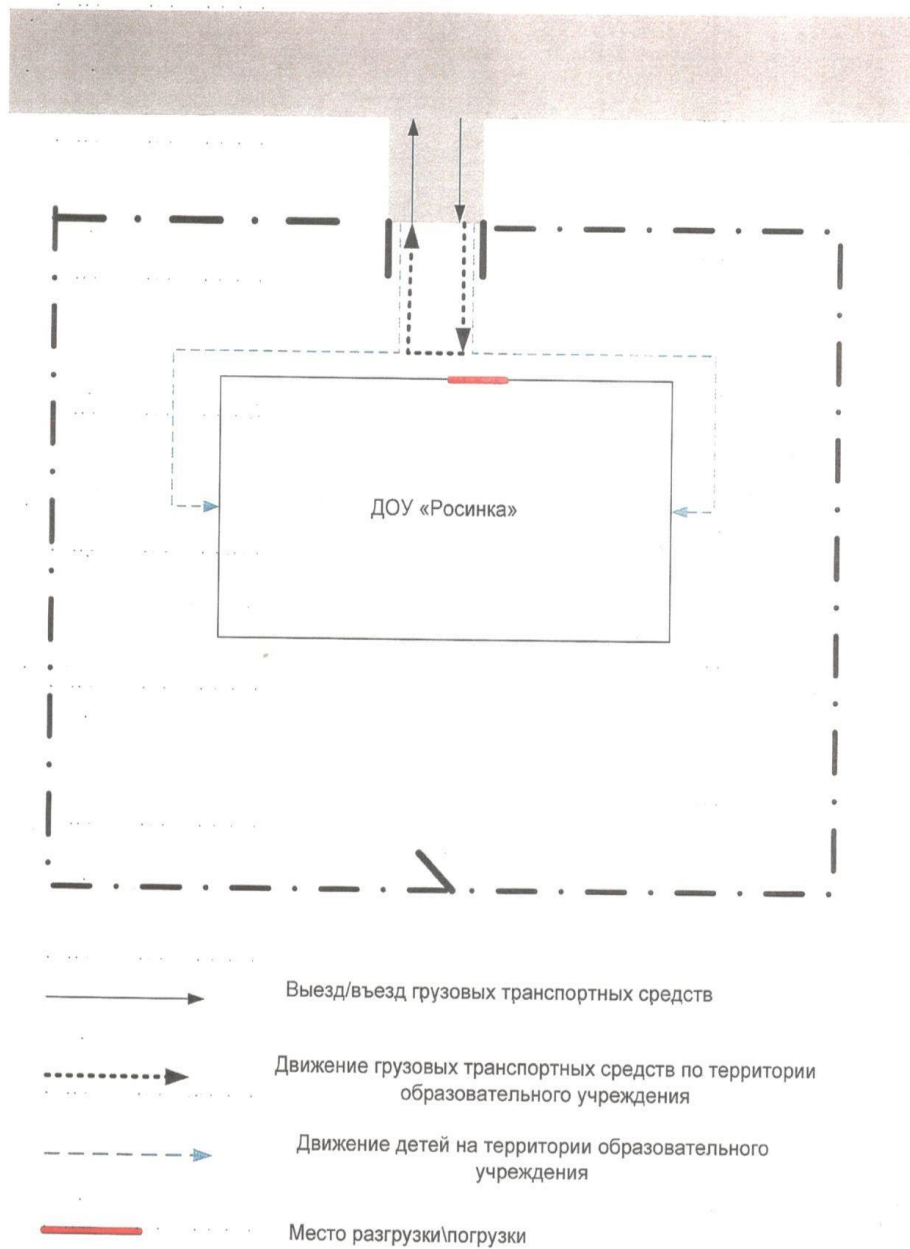 ДОУ «Росинка»
Выезд/въезд грузовых транспортных средств
Движение грузовых транспортных средств по территории
образовательного учреждения
Движение детей на территории образовательного
учреждения
Место разгрузки\погрузки